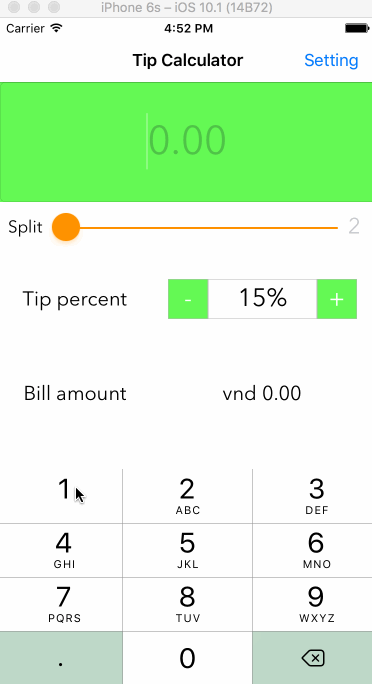 iPhone 6s – iOS 10.1 (14B72)
Carrier 4:52 PM
Tip Calculator Setting
0.00
Split 2
Tip percent - 15% +
Bill amount vnd 0.00
1 2 3
ABC DEF
4 5 6
GHI JKL MNO
7 8 9
PQRS TUV WXYZ
. 0